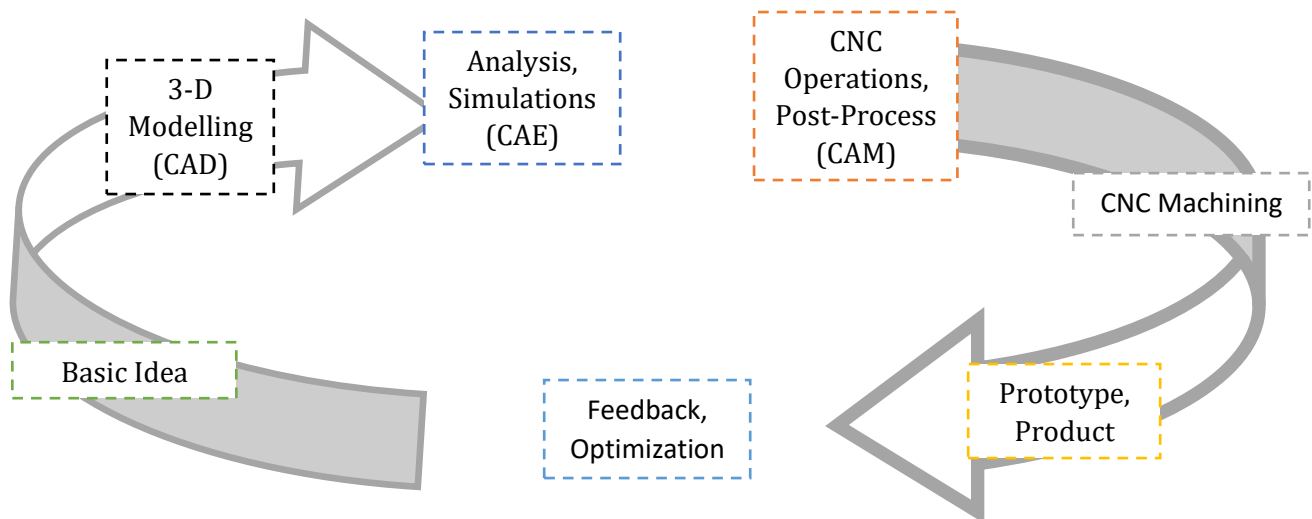 3-D
Modelling
(CAD)
Analysis,
Simulations
(CAE)
CNC
Operations,
Post-Process
(CAM)
CNC Machining
Basic Idea
Feedback,
Optimization
Prototype,
Product